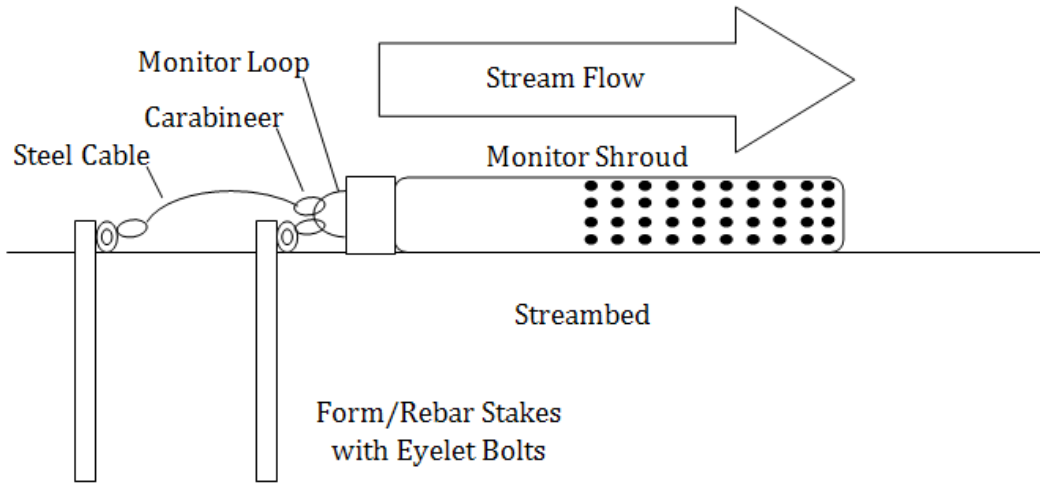 Monitor Loop
Stream Flow
Carabineer
Steel Cable
Monitor Shroud
Streambed
Form/Rebar Stakes
with Eyelet Bolts